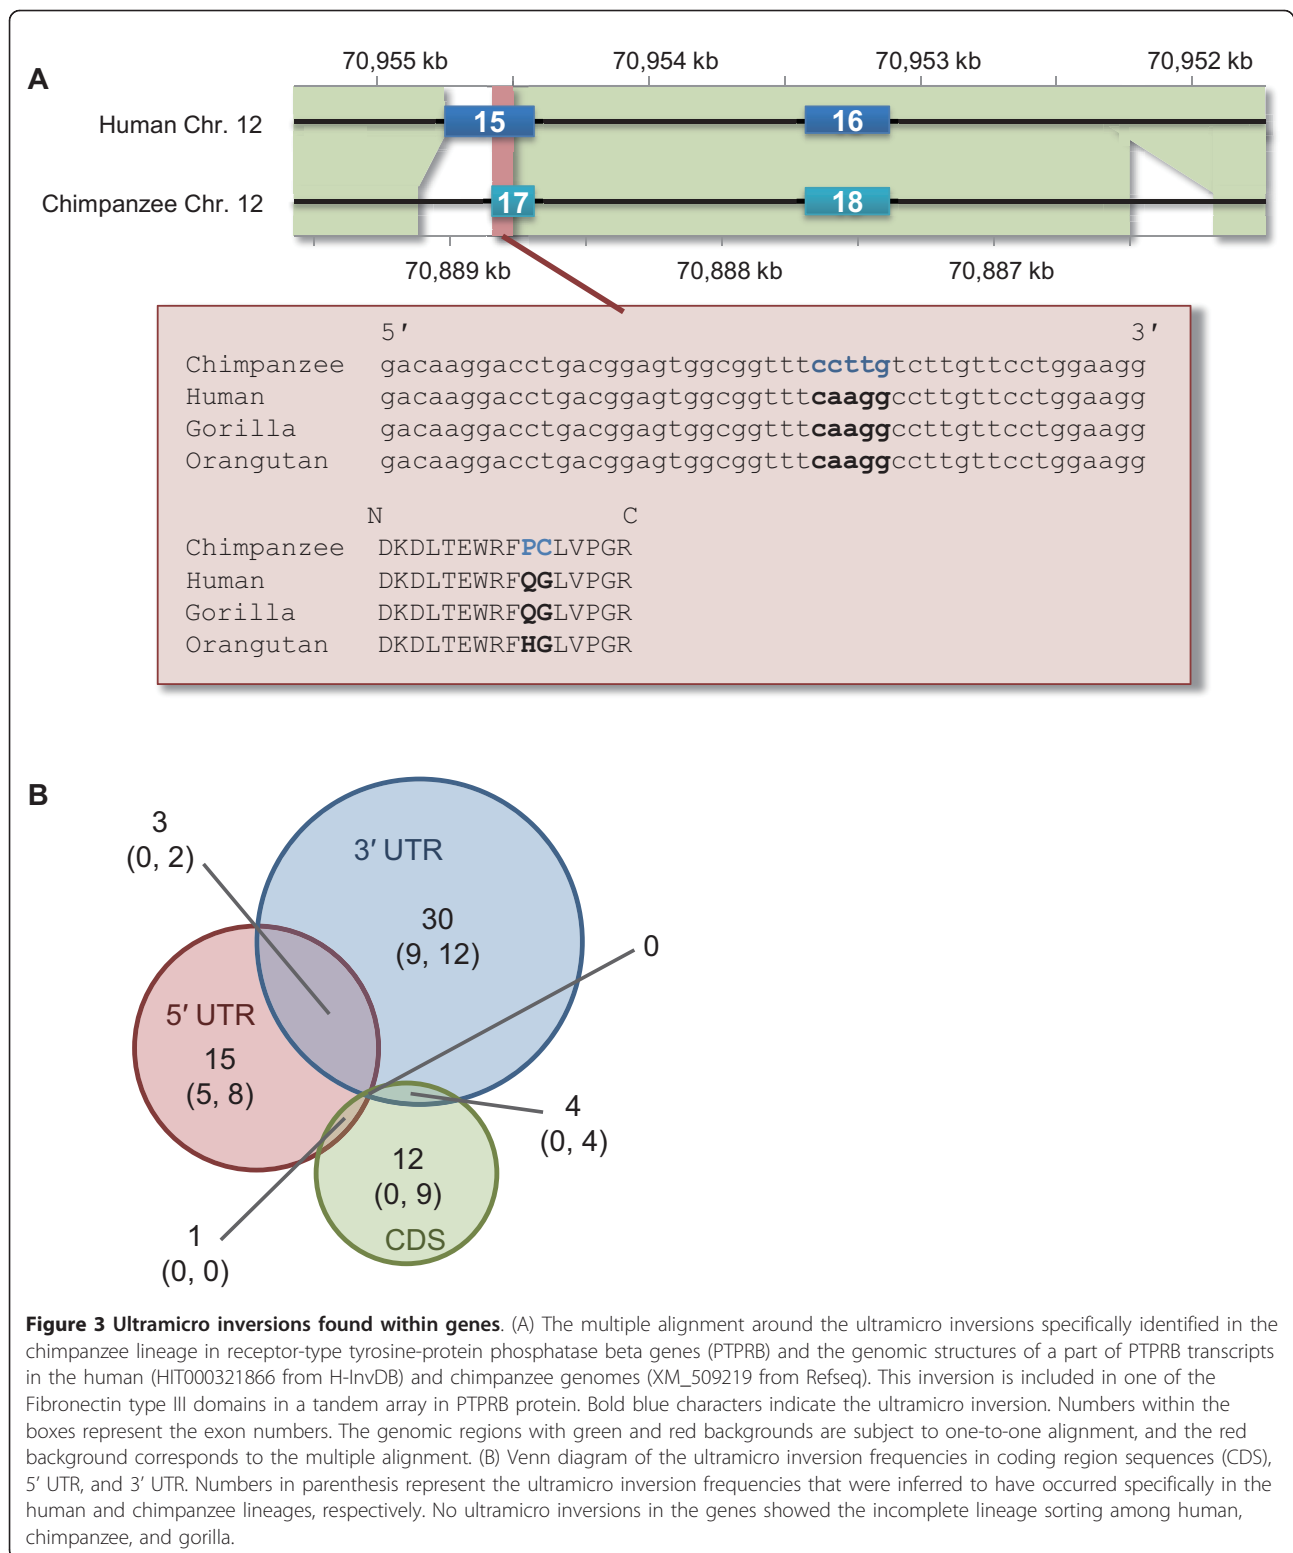 A
70,955 kb 70,954 kb 70,953 kb 70,952 kb
Human Chr. 12 15 16
Chimpanzee Chr. 12 17 18
70,889 kb 70,888 kb 70,887 kb
5′ 3′
Chimpanzee gacaaggacctgacggagtggcggtttccttgtcttgttcctggaagg
Human gacaaggacctgacggagtggcggtttcaaggccttgttcctggaagg
Gorilla gacaaggacctgacggagtggcggtttcaaggccttgttcctggaagg
Orangutan gacaaggacctgacggagtggcggtttcaaggccttgttcctggaagg
N C
Chimpanzee DKDLTEWRFPCLVPGR
Human DKDLTEWRFQGLVPGR
Gorilla DKDLTEWRFQGLVPGR
Orangutan DKDLTEWRFHGLVPGR
B
3
(0, 2)
3′ UTR
30
(9, 12)
0
5′ UTR
15
(5, 8)
4
(0, 4)
12
(0, 9)
CDS
1
(0, 0)
Figure 3 Ultramicro inversions found within genes. (A) The multiple alignment around the ultramicro inversions specifically identified in the
chimpanzee lineage in receptor-type tyrosine-protein phosphatase beta genes (PTPRB) and the genomic structures of a part of PTPRB transcripts
in the human (HIT000321866 from H-InvDB) and chimpanzee genomes (XM_509219 from Refseq). This inversion is included in one of the
Fibronectin type III domains in a tandem array in PTPRB protein. Bold blue characters indicate the ultramicro inversion. Numbers within the
boxes represent the exon numbers. The genomic regions with green and red backgrounds are subject to one-to-one alignment, and the red
background corresponds to the multiple alignment. (B) Venn diagram of the ultramicro inversion frequencies in coding region sequences (CDS),
5′ UTR, and 3′ UTR. Numbers in parenthesis represent the ultramicro inversion frequencies that were inferred to have occurred specifically in the
human and chimpanzee lineages, respectively. No ultramicro inversions in the genes showed the incomplete lineage sorting among human,
chimpanzee, and gorilla.